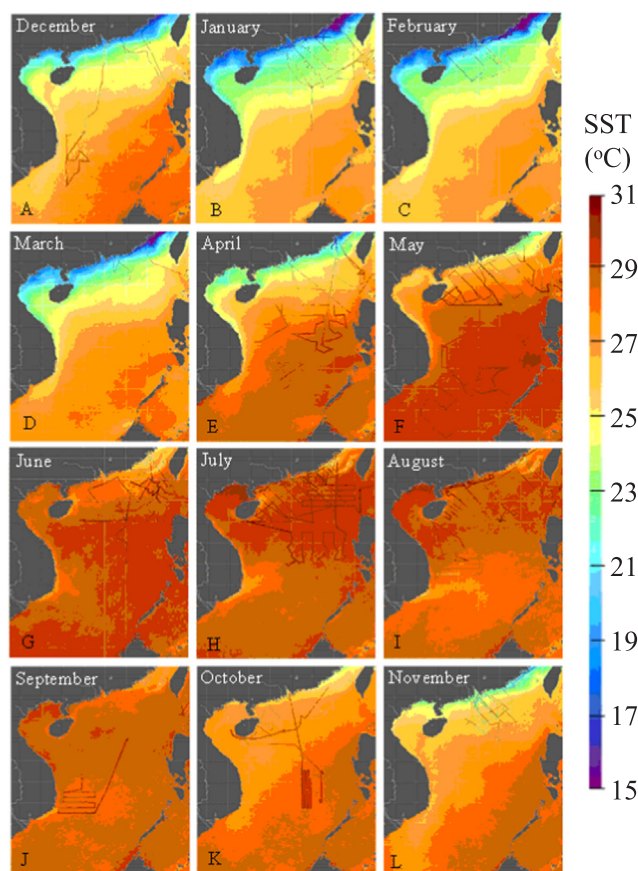 December
January
February
A
B
C
March
April
May
D
E
F
June
July
August
G
H
I
September
October
November
J
K
L
SST
(°C)
31
29
27
25
23
21
19
17
15